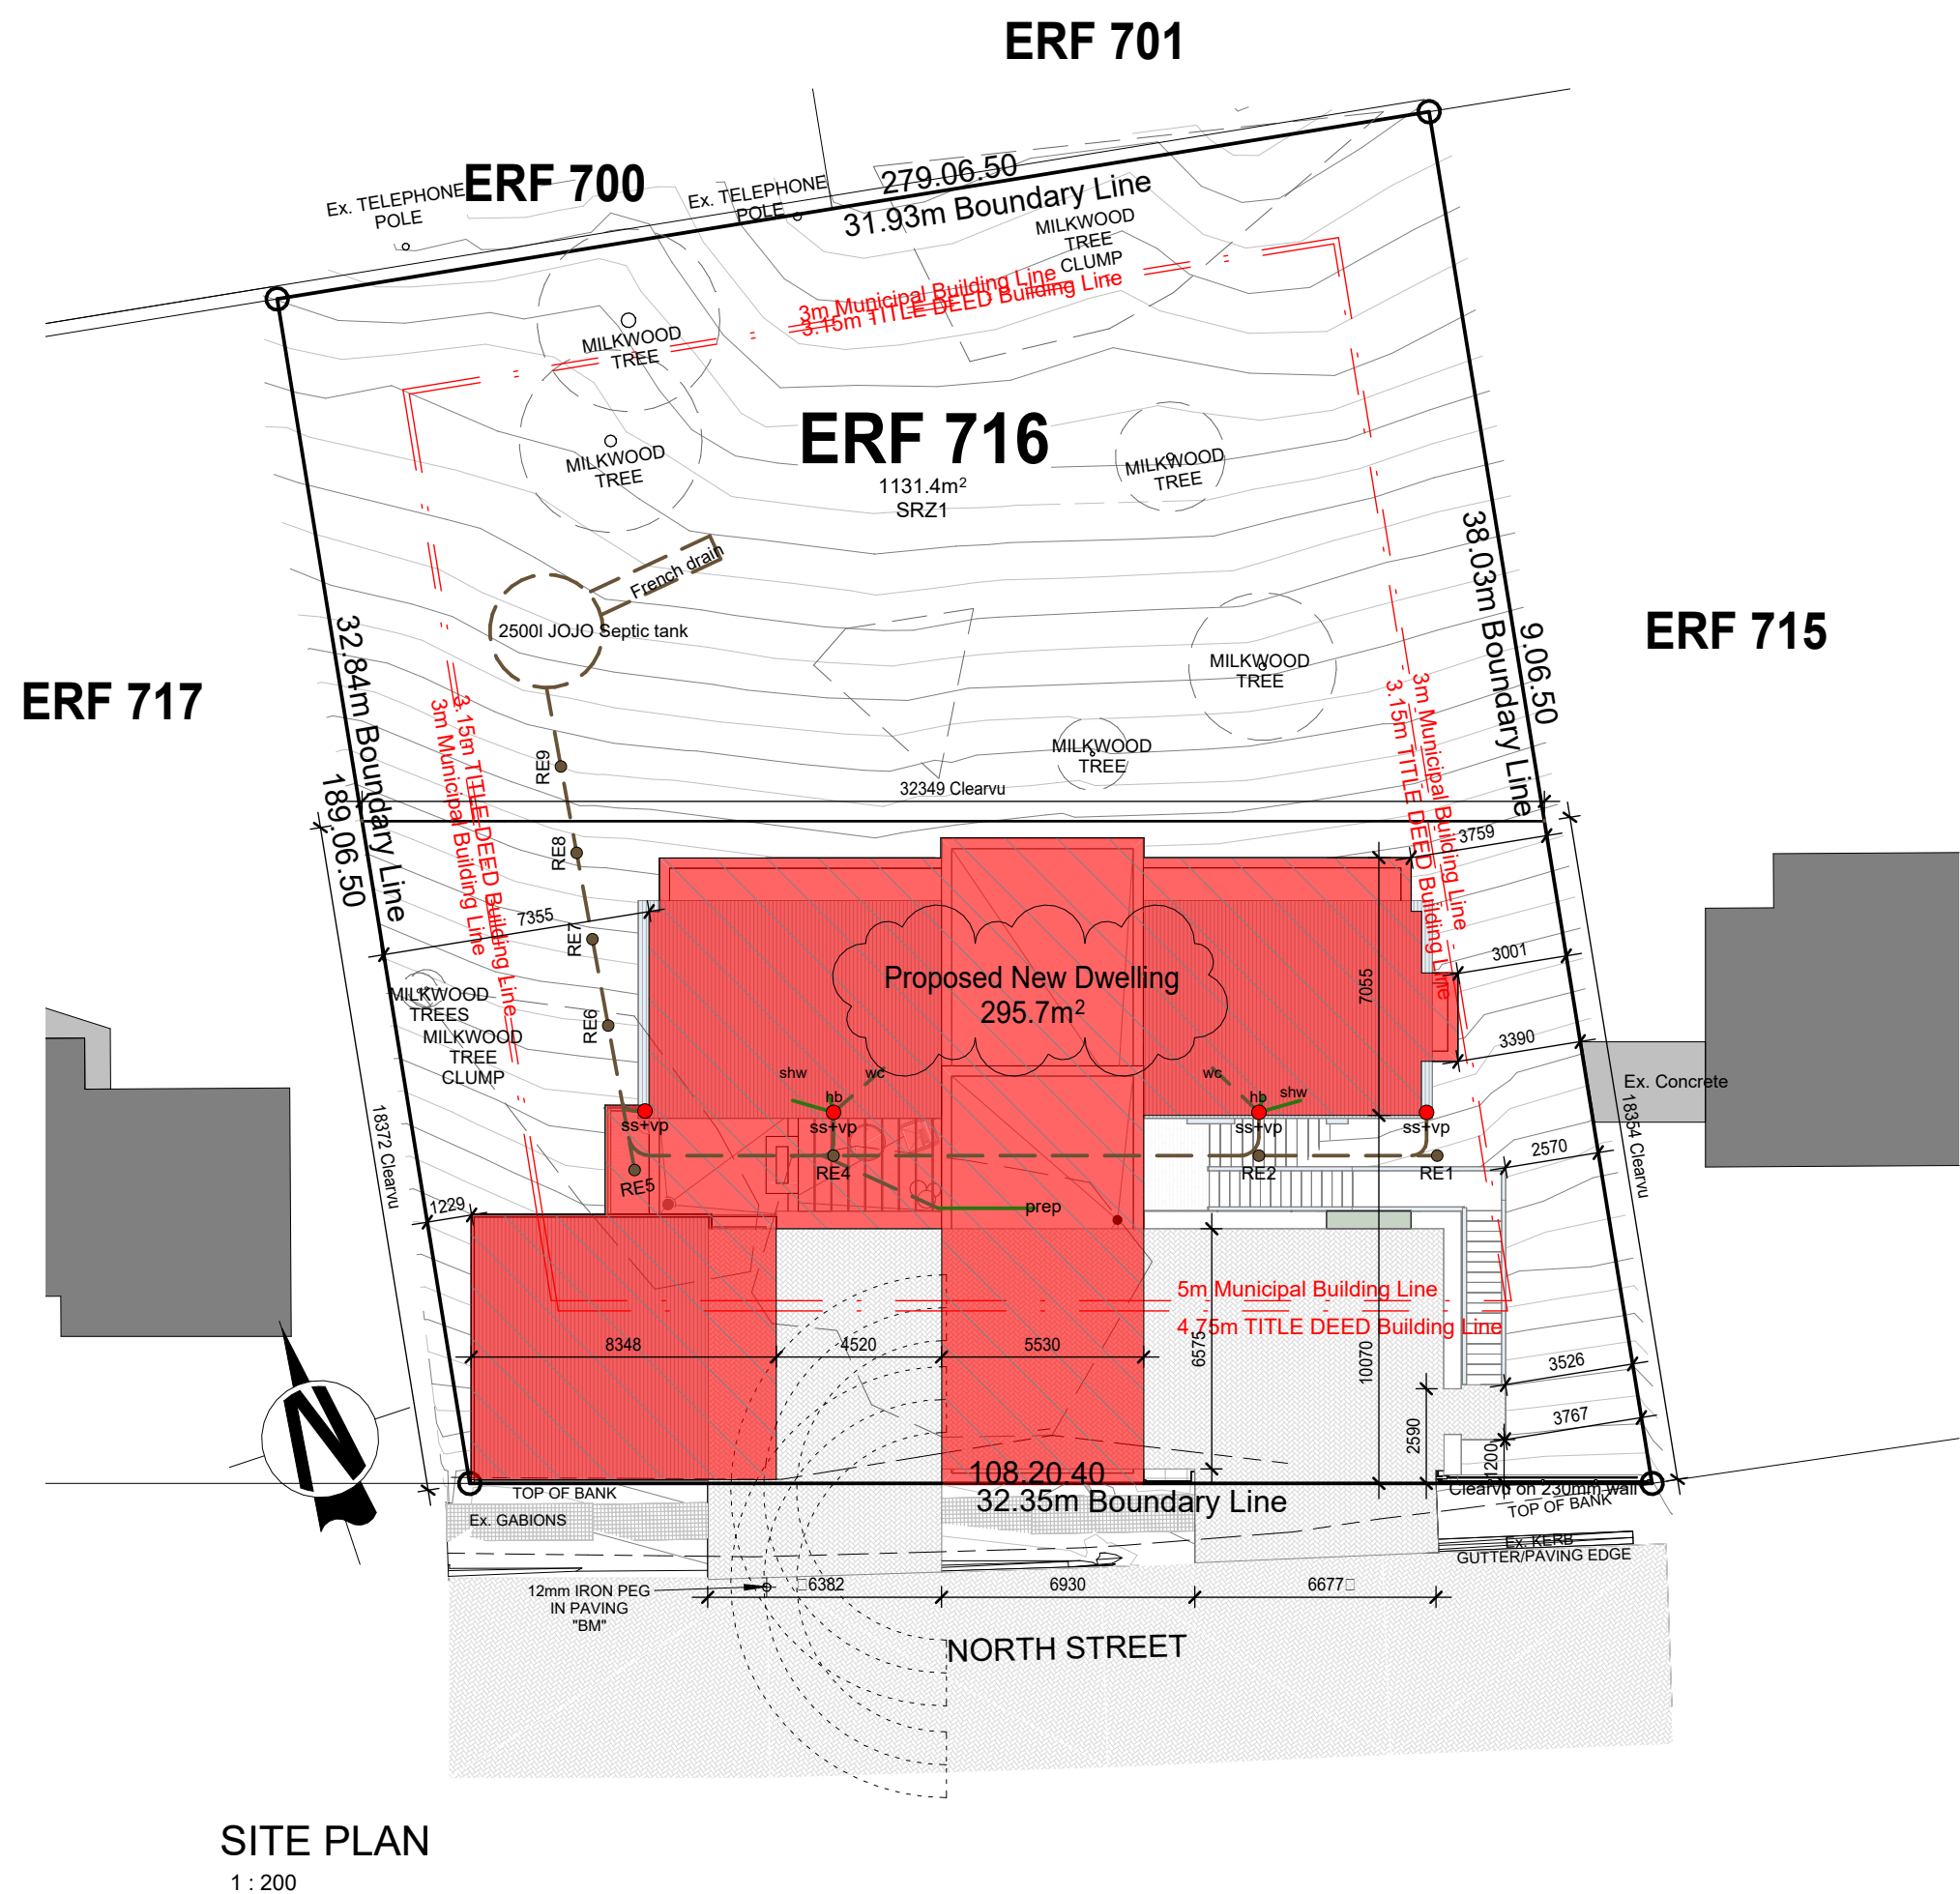 ERF 701
ERF 700
Ex. TELEPHONE
POLE
Ex. TELEPHONE
POLE
279.06.50
31.93m Boundary Line
MILKWOOD
TREE
CLUMP
3m Municipal Building Line
3.15m TITLE DEED Building Line
MILKWOOD
TREE
ERF 716
1131.4m²
SRZ1
MILKWOOD
TREE
MILKWOOD
TREE
French drain
2500l JOJO Septic tank
38.03m Boundary Line
9.06.50
ERF 715
ERF 717
32.84m Boundary Line
189.06.50
3.15m TITLE DEED Building Line
3m Municipal Building Line
MILKWOOD
TREE
3m Municipal Building Line
3.15m TITLE DEED Building Line
MILKWOOD
TREE
RE9
32349 Clearvu
RE8
3759
7355
RE7
3001
Proposed New Dwelling
295.7m²
7055
MILKWOOD
TREES
MILKWOOD
TREE
CLUMP
RE6
3390
shw
wc
hb
wc
hb
shw
Ex. Concrete
18372 Clearvu
18354 Clearvu
ss+vp
ss+vp
ss+vp
ss+vp
2570
RE5
RE4
RE2
RE1
1229
prep
5m Municipal Building Line
4.75m TITLE DEED Building Line
8348
4520
5530
6575
10070
3526
3767
2590
1200
N
108.20.40
32.35m Boundary Line
Clearvu on 230mm wall
TOP OF BANK
TOP OF BANK
Ex. GABIONS
Ex. KERB
GUTTER/PAVING EDGE
12mm IRON PEG
IN PAVING
"BM"
□6382
6930
6677□
NORTH STREET
SITE PLAN
1 : 200